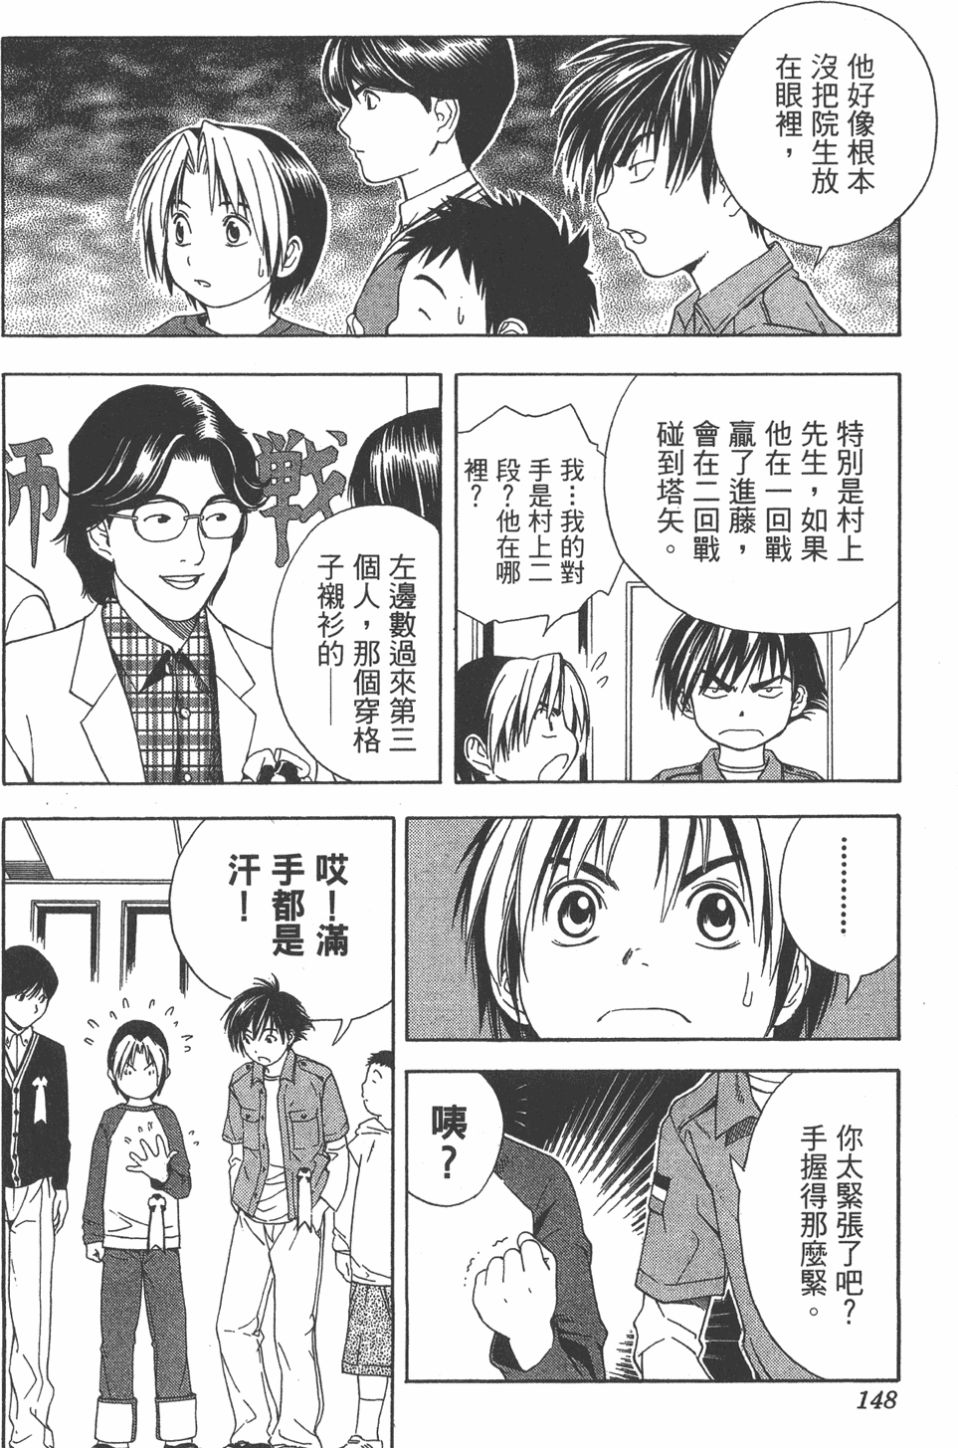 他好像根本
沒把院生放
在眼裡，
特別是村上
先生，如果
他在一回戰
贏了進藤，
會在二回戰
碰到塔矢。
我…我的對
手是村上二
段？他在哪
裡？
師 戰
左邊數過來第三
個人，那個穿格
子襯衫的——
…………
你太緊張了吧？
手握得那麼緊。
咦？
哎！滿
手都是
汗！
148